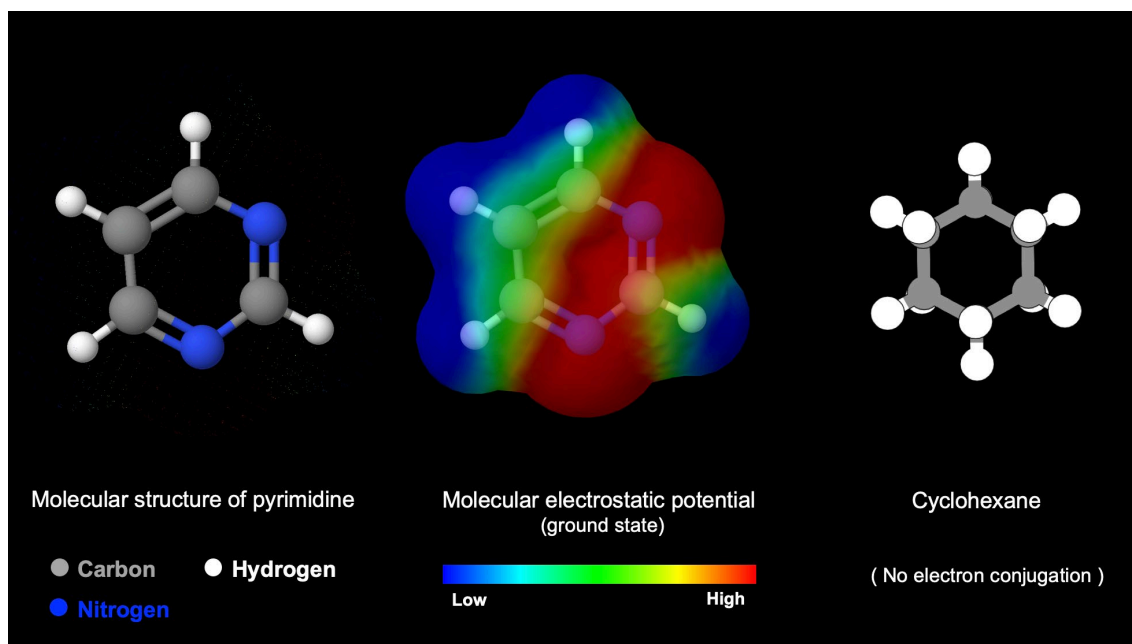 Molecular structure of pyrimidine
Carbon
Hydrogen
Nitrogen
Molecular electrostatic potential
(ground state)
Low
High
Cyclohexane
( No electron conjugation )